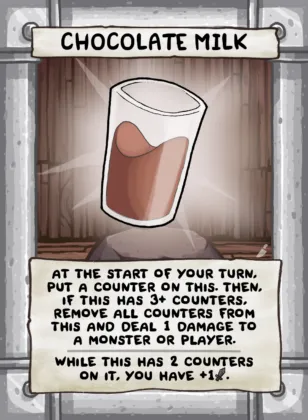 CHOCOLATE MILK
AT THE START OF YOUR TURN,
PUT A COUNTER ON THIS. THEN,
IF THIS HAS 3+ COUNTERS,
REMOVE ALL COUNTERS FROM
THIS AND DEAL 1 DAMAGE TO
A MONSTER OR PLAYER.
WHILE THIS HAS 2 COUNTERS
ON IT, YOU HAVE +1.